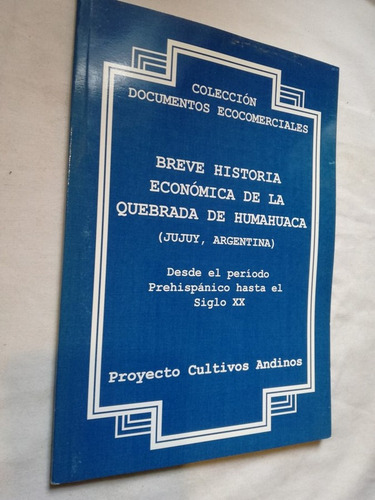 COLECCIÓN
DOCUMENTOS ECOCOMERCIALES
BREVE HISTORIA
ECONÓMICA DE LA
QUEBRADA DE HUMAHUACA
(JUJUY, ARGENTINA)
Desde el período
Prehispánico hasta el
Siglo XX
Proyecto Cultivos Andinos